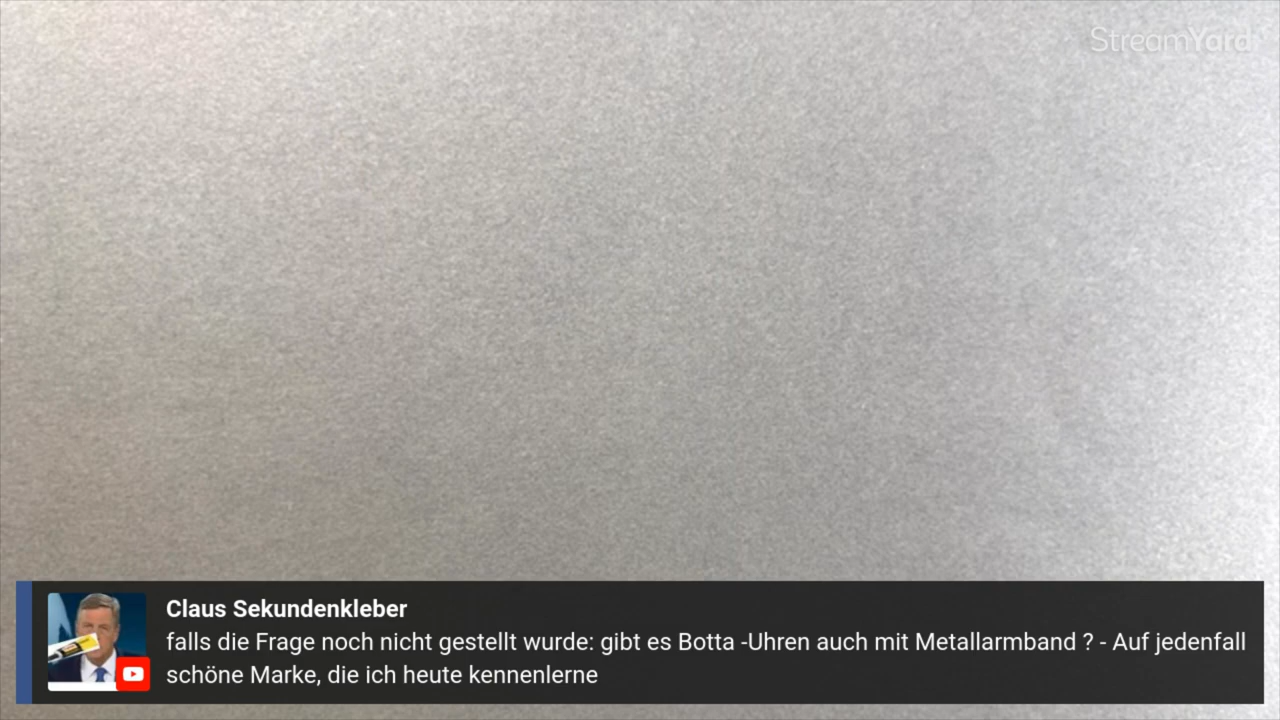 StreamYard
Claus Sekundenkleber
falls die Frage noch nicht gestellt wurde: gibt es Botta -Uhren auch mit Metallarmband ? - Auf jedenfall
schöne Marke, die ich heute kennenlerne